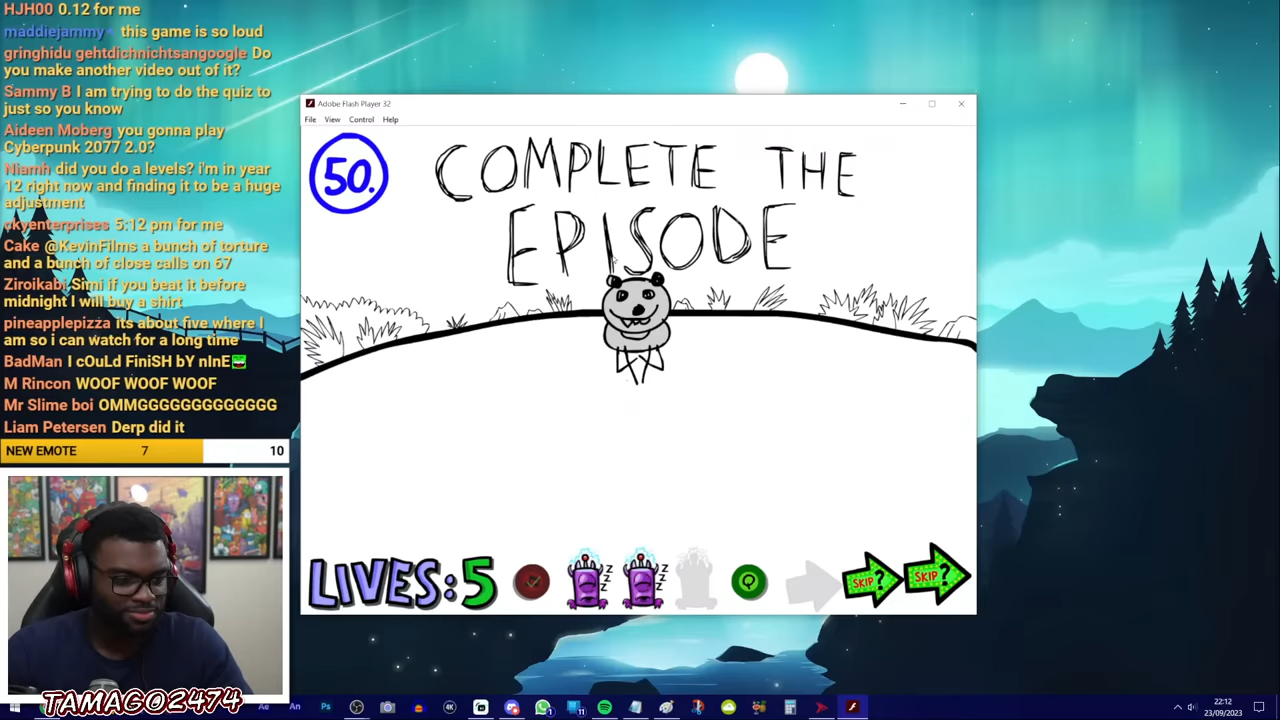 HJH00 0.12 for me
maddiejammy this game is so loud
gringhidu gehtdichnichtsangoogle Do
you make another video out of it?
Sammy B I am trying to do the quiz to
just so you know
Aideen Moberg you gonna play
Cyberpunk 2077 2.0?
Niamh did you do a levels? i'm in year
12 right now and finding it to be a huge
adjustment
ckyenterprises 5:12 pm for me
Cake @KevinFilms a bunch of torture
and a bunch of close calls on 67
Ziroikabi Simi if you beat it before
midnight I will buy a shirt
pineapplepizza its about five where I
am so i can watch for a long time
BadMan I cOuLd FiniSH bY nInE
M Rincon WOOF WOOF WOOF
Mr Slime boi OMMGGGGGGGGGGGGG
Liam Petersen Derp did it
NEW EMOTE 7 10
Adobe Flash Player 32
File View Control Help
50.
COMPLETE THE
EPISODE
LIVES:5
z z z
z z z
SKIP?
SKIP?
TAMAGO2474
Ae An Ps 4K 1 11
22:12
23/09/2023